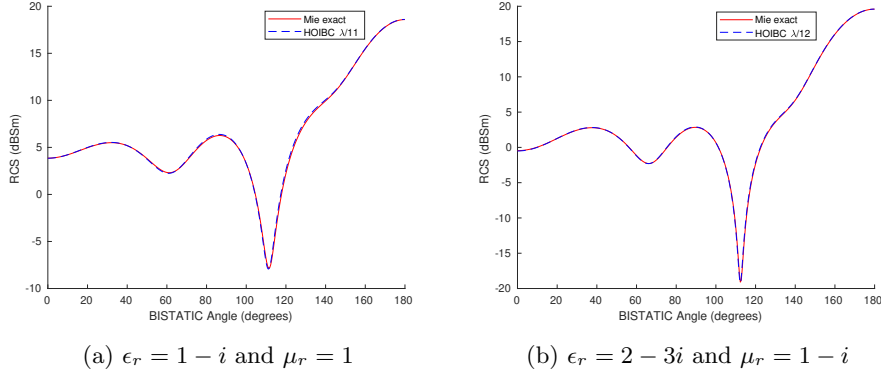 20
15
10
5
0
-5
-10
RCS (dBSm)
0 20 40 60 80 100 120 140 160 180
BISTATIC Angle (degrees)
Mie exact
HOIBC λ/11
(a) ϵr = 1 − i and μr = 1
20
15
10
5
0
-5
-10
-15
-20
RCS (dBSm)
0 20 40 60 80 100 120 140 160 180
BISTATIC Angle (degrees)
Mie exact
HOIBC λ/12
(b) ϵr = 2 − 3i and μr = 1 − i